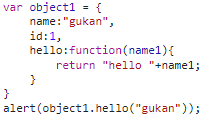 var object1 = {
    name:"gukan",
    id:1,
    hello:function(name1){
        return "hello "+name1;
    }
}
alert(object1.hello("gukan"));